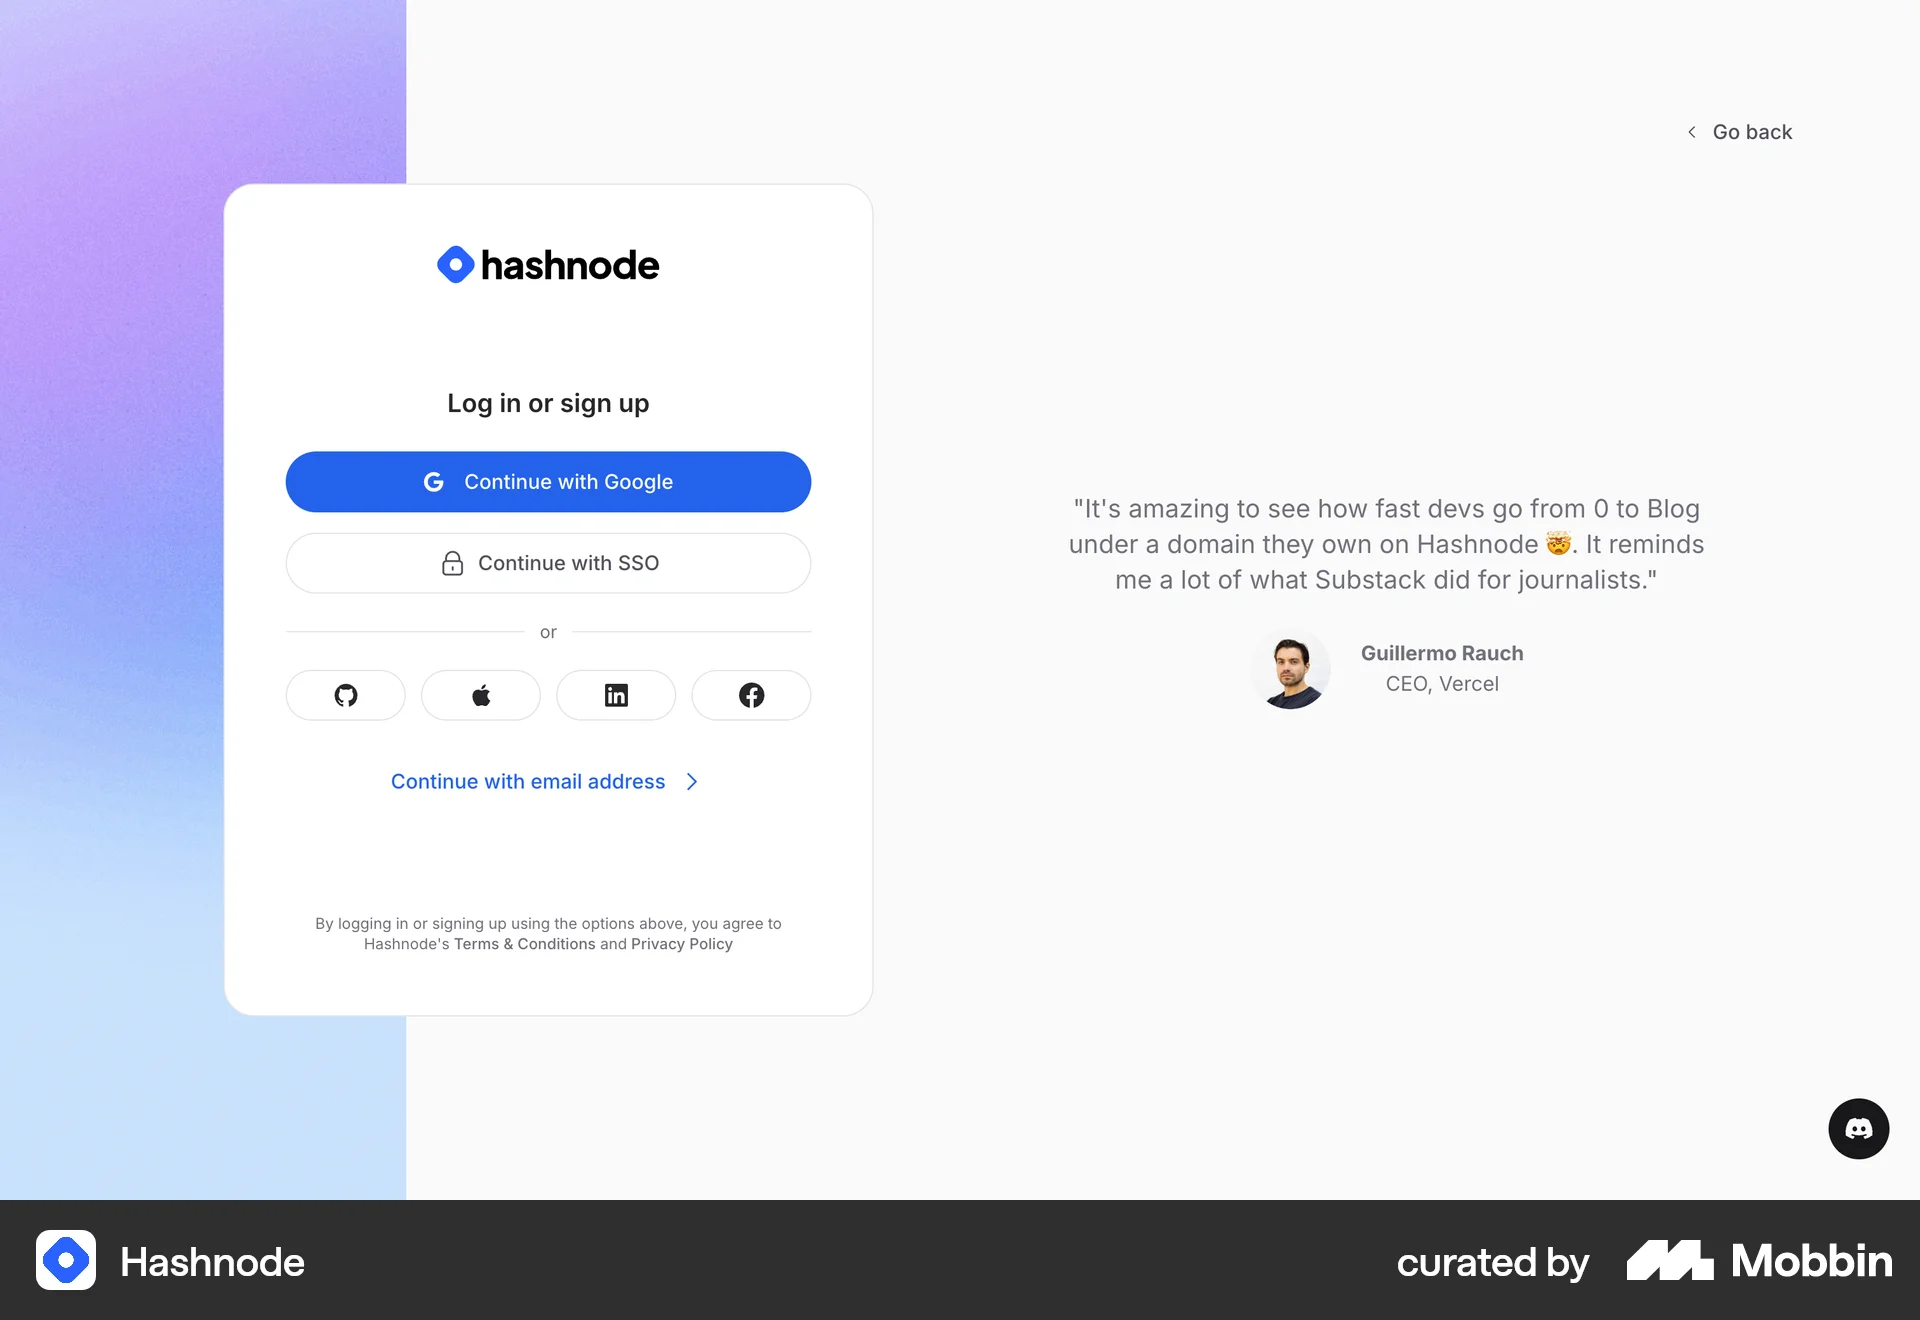 Go back
hashnode
Log in or sign up
Continue with Google
Continue with SSO
or
Continue with email address
By logging in or signing up using the options above, you agree to
Hashnode's Terms & Conditions and Privacy Policy
"It's amazing to see how fast devs go from 0 to Blog
under a domain they own on Hashnode 🤯. It reminds
me a lot of what Substack did for journalists."
Guillermo Rauch
CEO, Vercel
Hashnode
curated by Mobbin